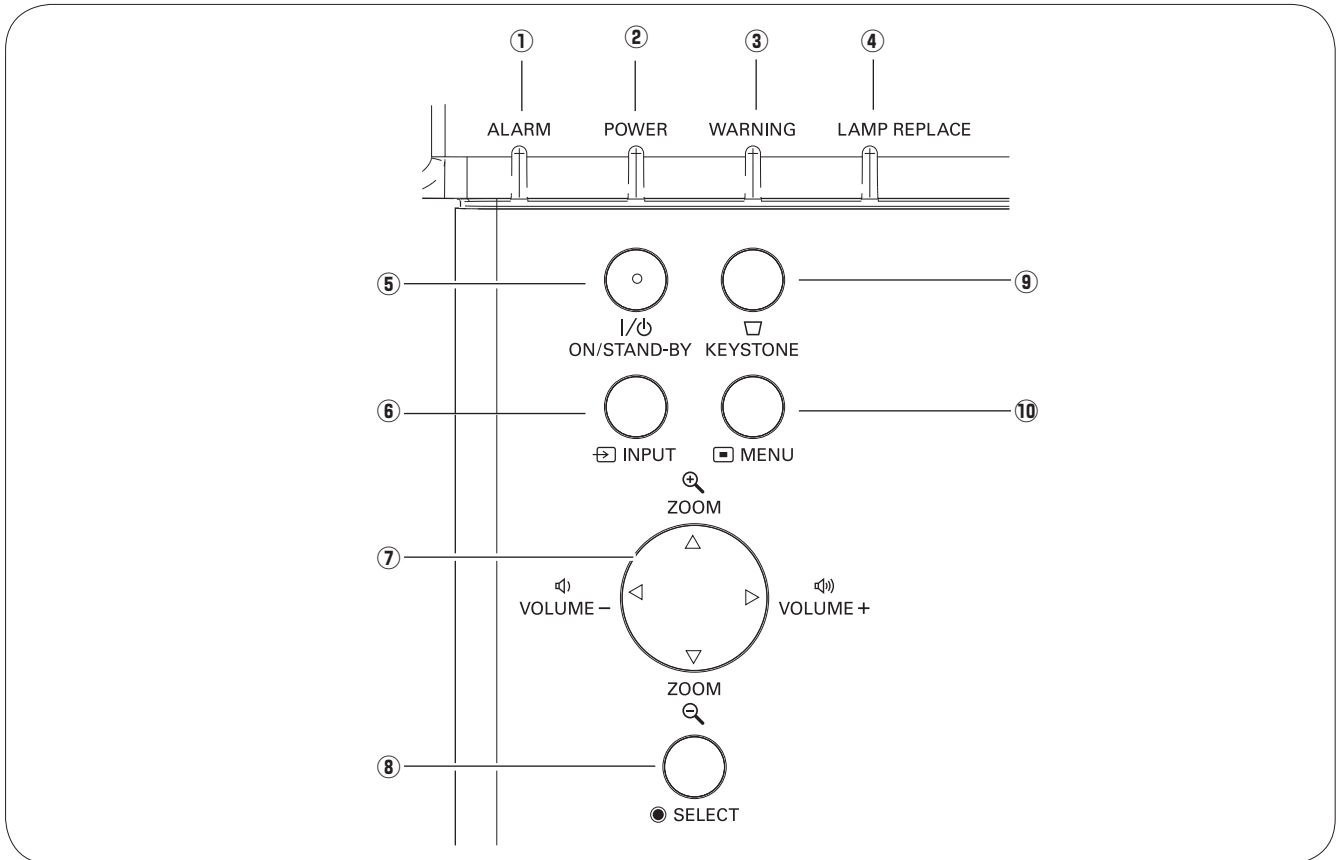 ① ② ③ ④
ALARM POWER WARNING LAMP REPLACE
⑤ ⑨
I/⏻
ON/STAND-BY KEYSTONE
⑥ ⑩
INPUT MENU
ZOOM
⑦
VOLUME – VOLUME +
ZOOM
⑧
SELECT